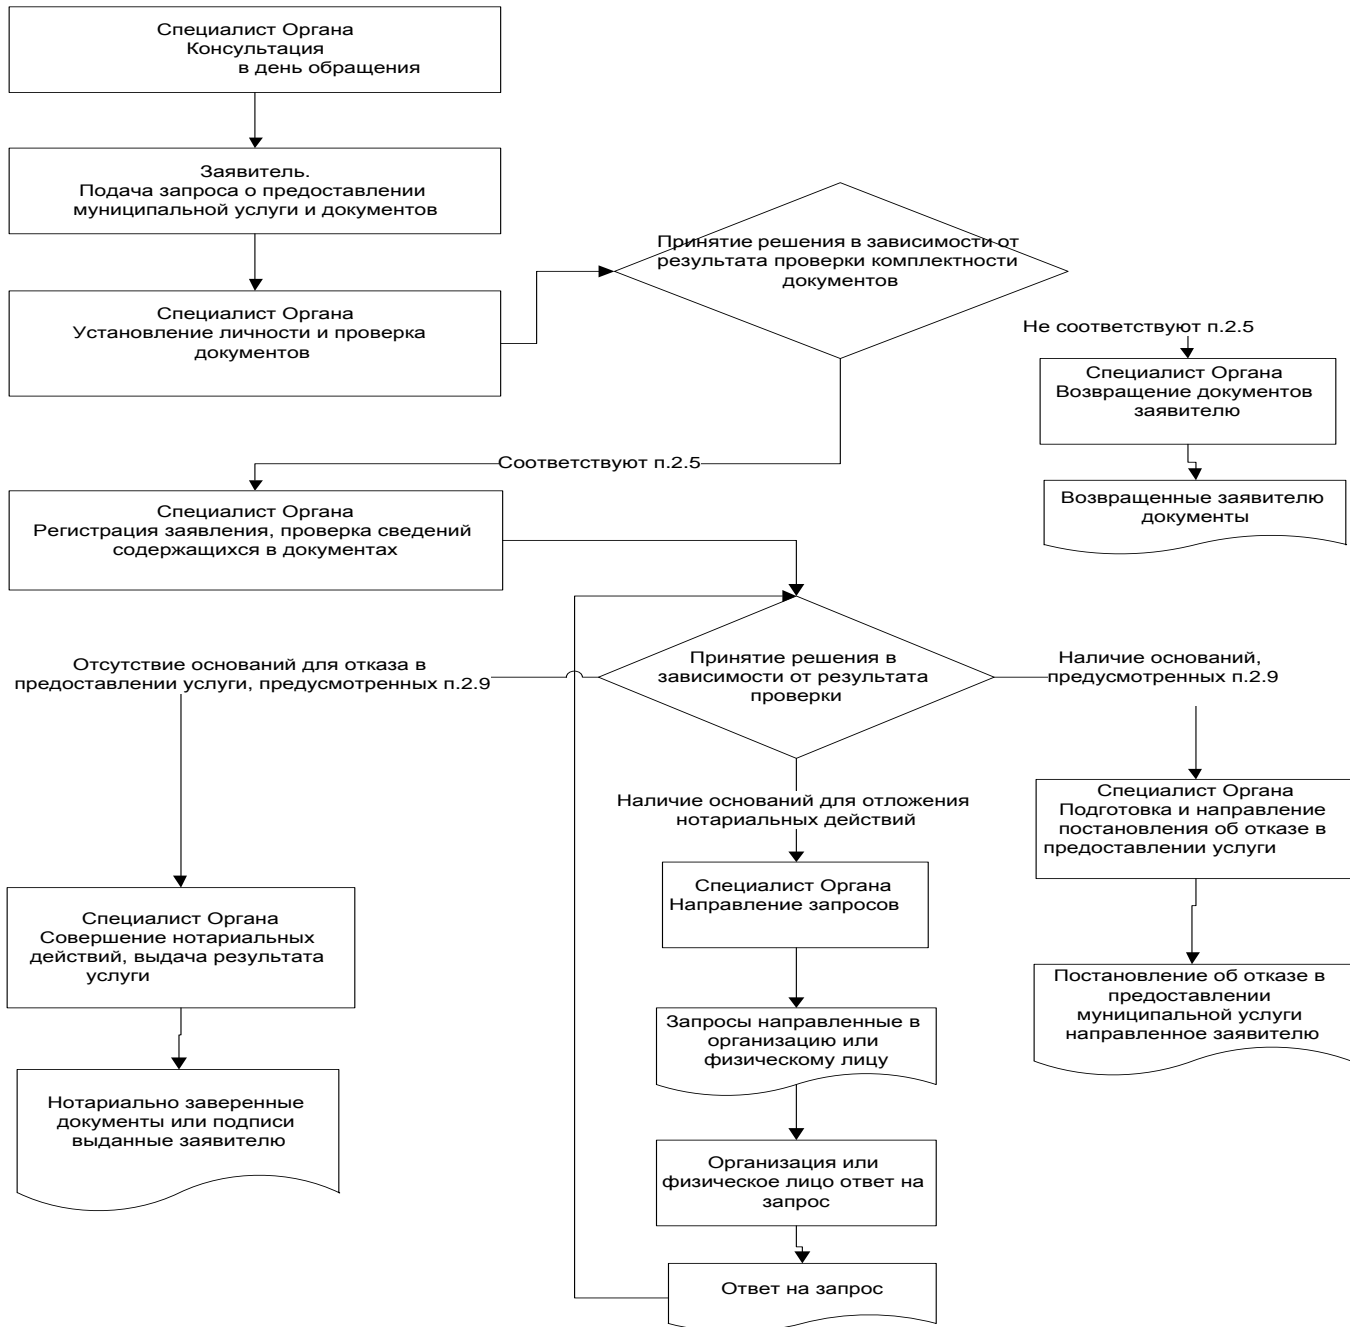 Специалист Органа
Консультация
в день обращения
Заявитель.
Подача запроса о предоставлении
муниципальной услуги и документов
Специалист Органа
Установление личности и проверка
документов
Принятие решения в зависимости от
результата проверки комплектности
документов
Не соответствуют п.2.5
Специалист Органа
Возвращение документов
заявителю
Возвращенные заявителю
документы
Соответствуют п.2.5
Специалист Органа
Регистрация заявления, проверка сведений
содержащихся в документах
Принятие решения в
зависимости от результата
проверки
Отсутствие оснований для отказа в
предоставлении услуги, предусмотренных п.2.9
Наличие оснований,
предусмотренных п.2.9
Наличие оснований для отложения
нотариальных действий
Специалист Органа
Подготовка и направление
постановления об отказе в
предоставлении услуги
Специалист Органа
Направление запросов
Специалист Органа
Совершение нотариальных
действий, выдача результата
услуги
Постановление об отказе в
предоставлении
муниципальной услуги
направленное заявителю
Запросы направленные в
организацию или
физическому лицу
Нотариально заверенные
документы или подписи
выданные заявителю
Организация или
физическое лицо ответ на
запрос
Ответ на запрос